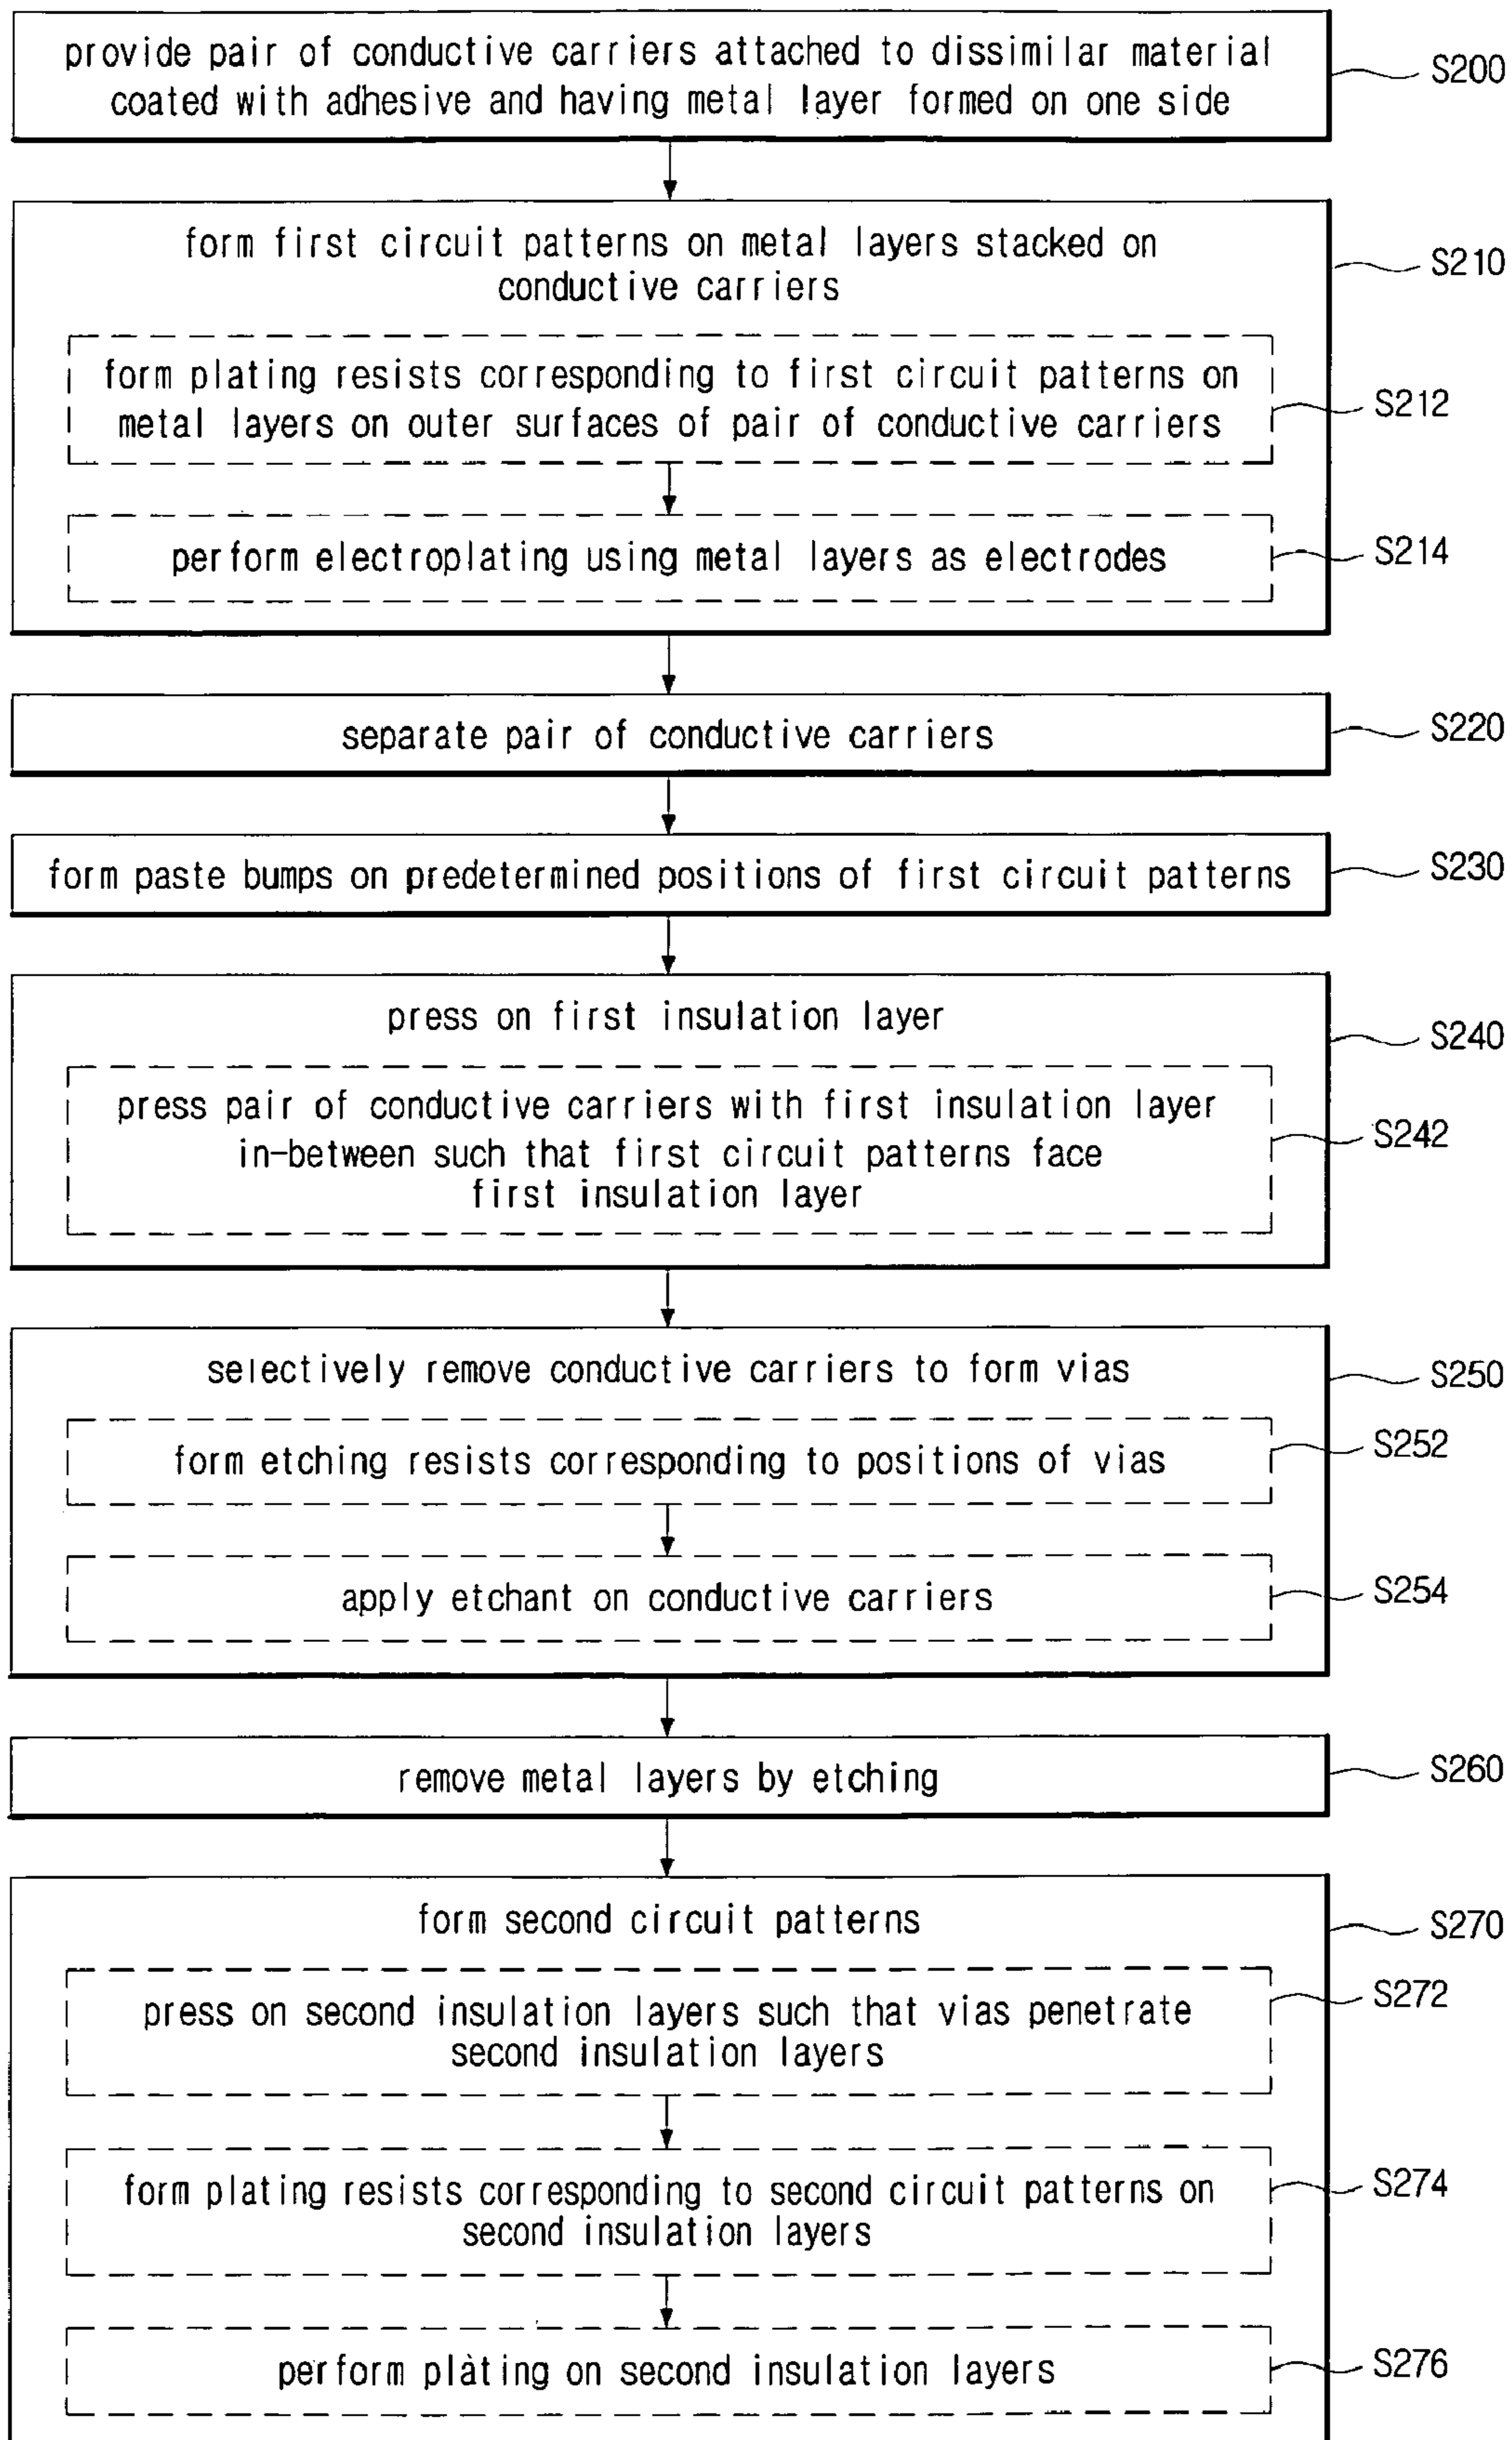 provide pair of conductive carriers attached to dissimilar material
coated with adhesive and having metal layer formed on one side
S200
form first circuit patterns on metal layers stacked on
conductive carriers
S210
form plating resists corresponding to first circuit patterns on
metal layers on outer surfaces of pair of conductive carriers
S212
perform electroplating using metal layers as electrodes
S214
separate pair of conductive carriers
S220
form paste bumps on predetermined positions of first circuit patterns
S230
press on first insulation layer
S240
press pair of conductive carriers with first insulation layer
in-between such that first circuit patterns face
first insulation layer
S242
selectively remove conductive carriers to form vias
S250
form etching resists corresponding to positions of vias
S252
apply etchant on conductive carriers
S254
remove metal layers by etching
S260
form second circuit patterns
S270
press on second insulation layers such that vias penetrate
second insulation layers
S272
form plating resists corresponding to second circuit patterns on
second insulation layers
S274
perform plating on second insulation layers
S276